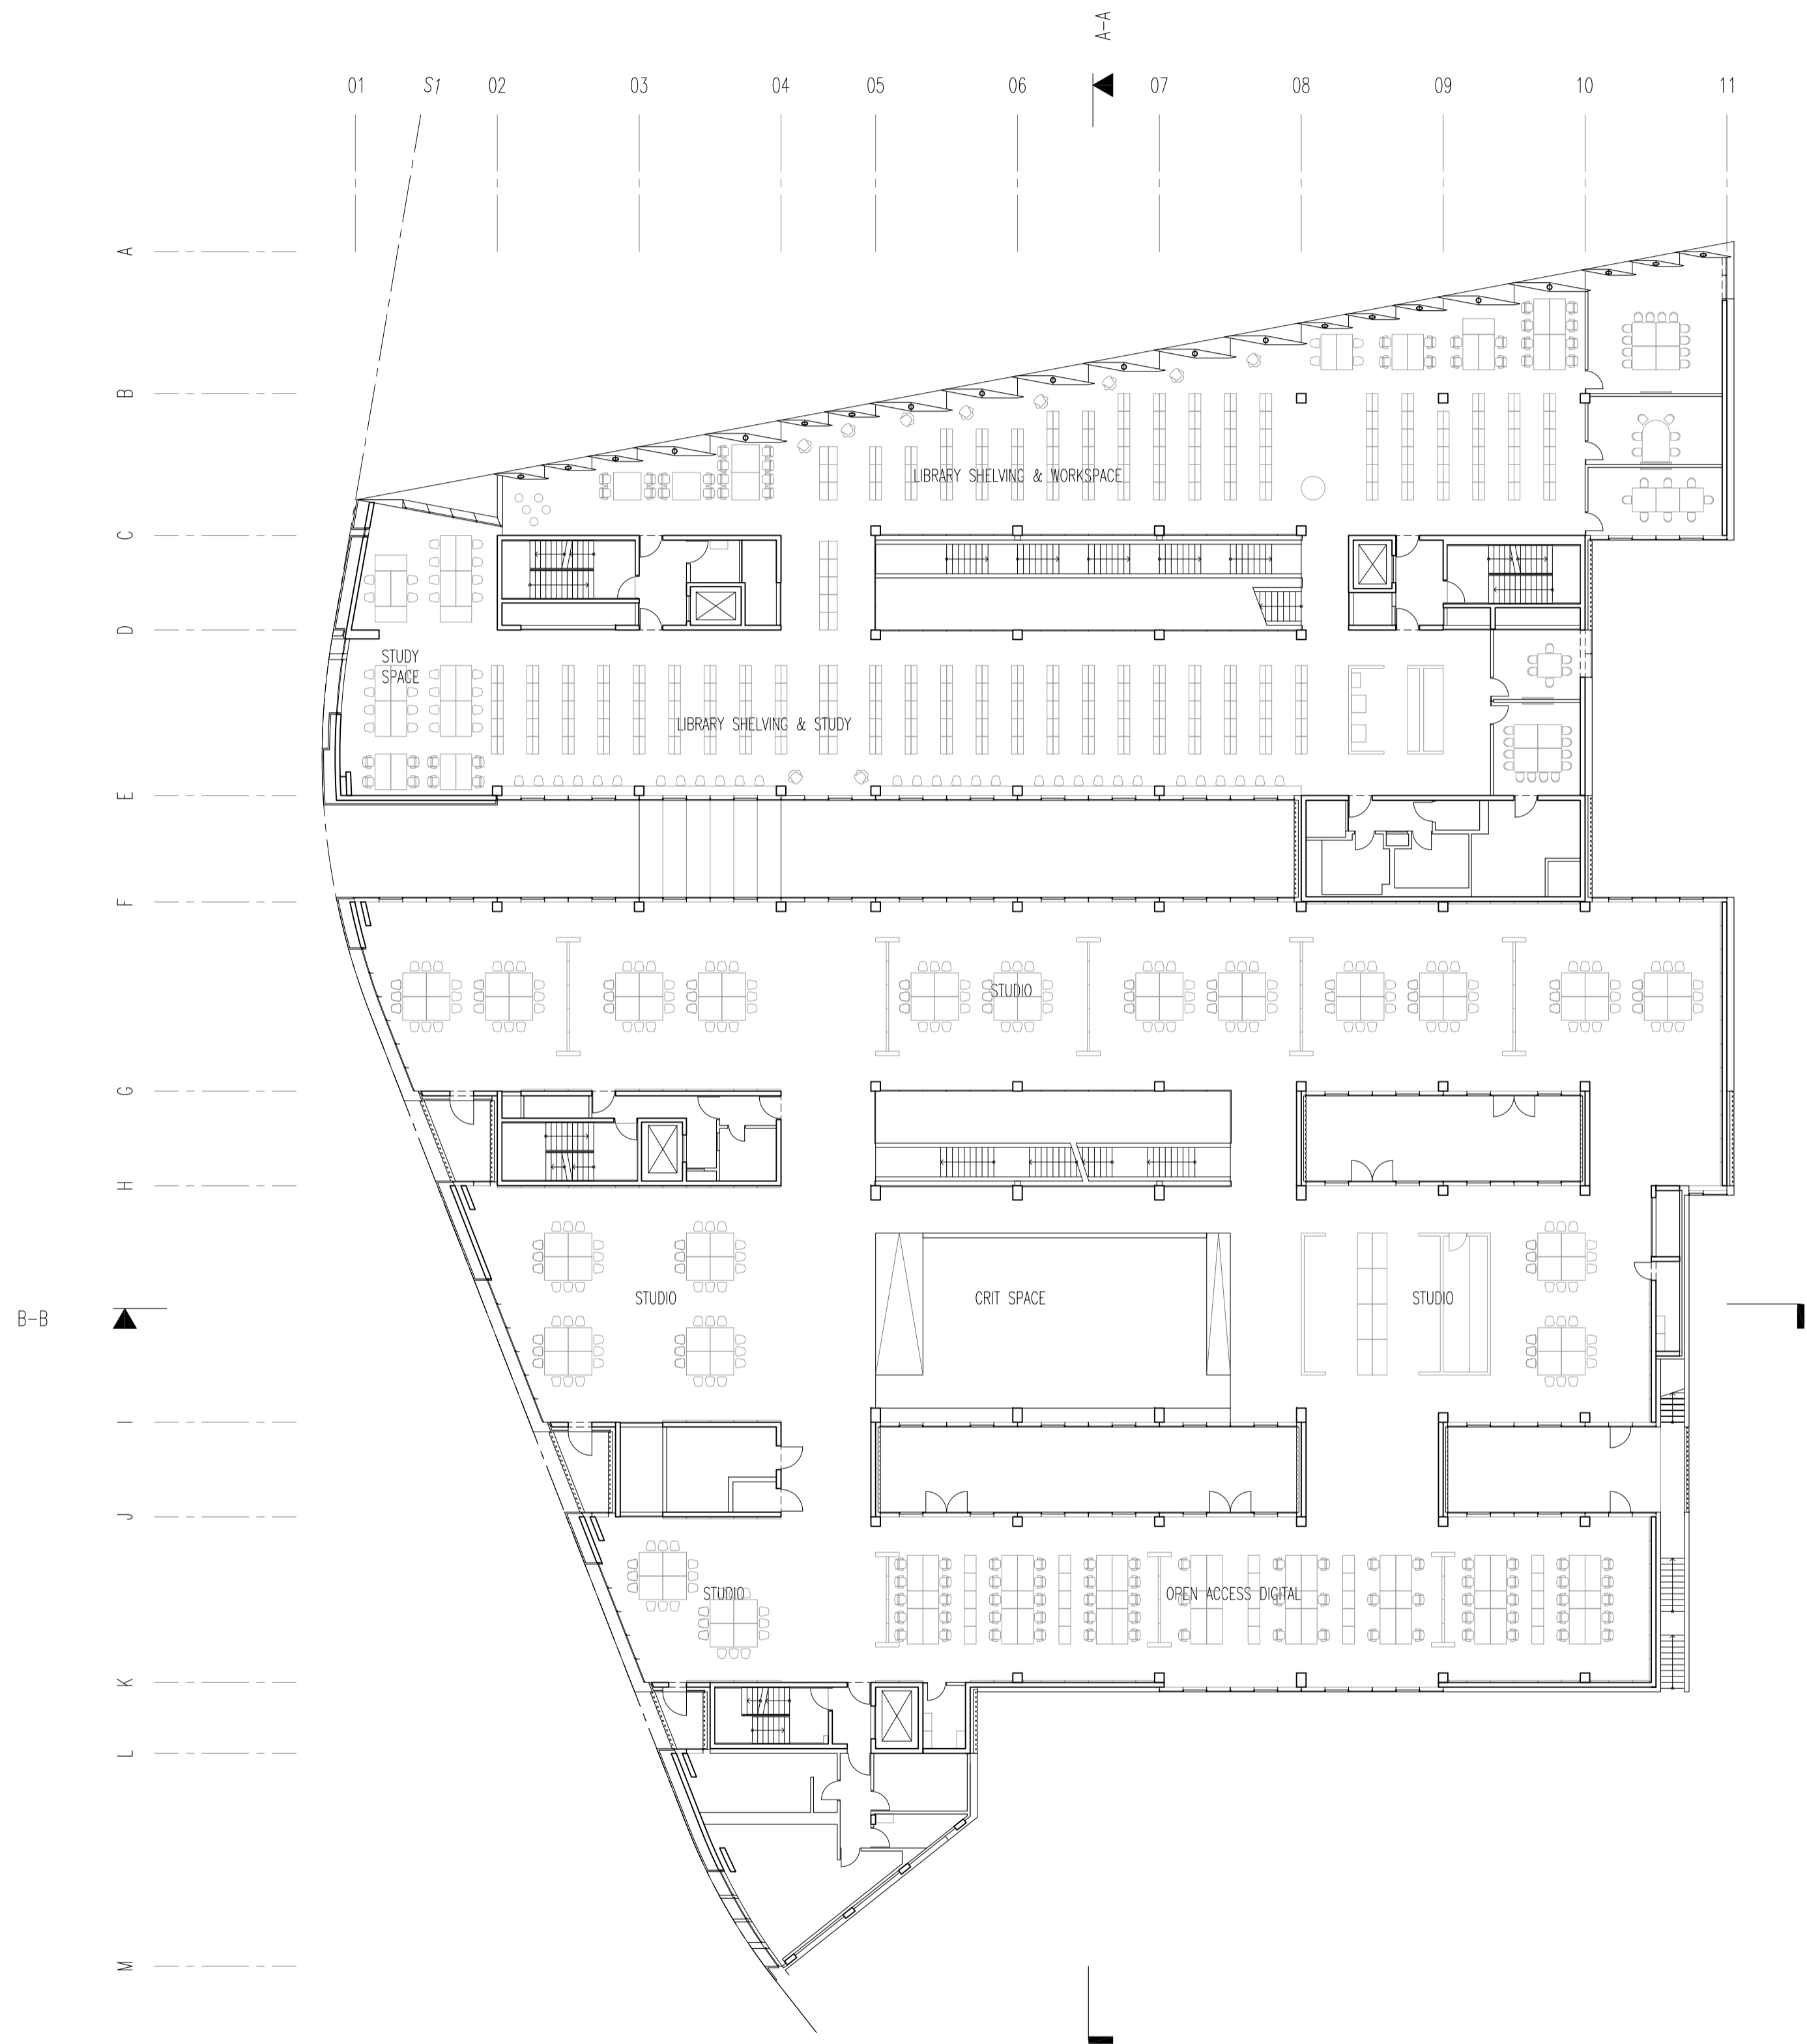 A-A
01 S1 02 03 04 05 06 07 08 09 10 11
A
B
LIBRARY SHELVING & WORKSPACE
C
D
STUDY
SPACE
LIBRARY SHELVING & STUDY
E
F
STUDIO
G
H
STUDIO CRIT SPACE STUDIO
B-B
I
J
STUDIO OPEN ACCESS DIGITAL
K
L
M